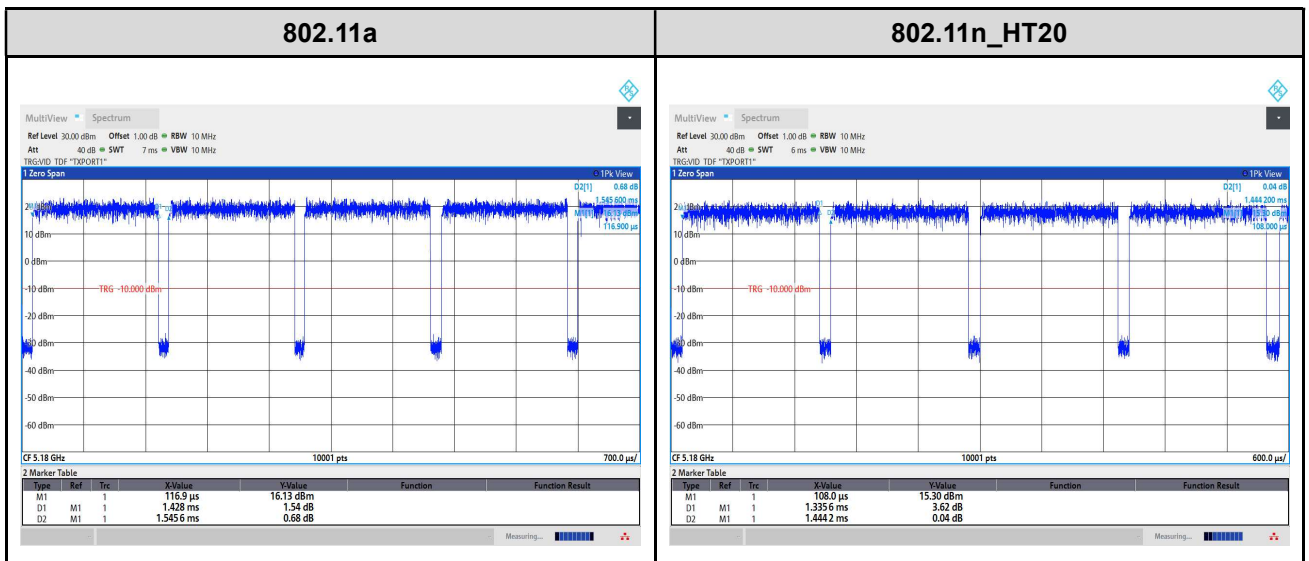 802.11a
802.11n_HT20
MultiView Spectrum
Ref Level 30.00 dBm Offset 1.00 dB RBW 10 MHz
Att 40 dB SWT 7 ms VBW 10 MHz
TRG:VID TDF "TXPORT1"
1 Zero Span 1Pk View
D2[1] 0.68 dB
1.545 600 ms
M1[1] 16.13 dBm
116.900 µs
10 dBm
0 dBm
-10 dBm TRG -10.000 dBm
-20 dBm
-30 dBm
-40 dBm
-50 dBm
-60 dBm
CF 5.18 GHz 10001 pts 700.0 µs/
2 Marker Table
Type Ref Trc X-Value Y-Value Function Function Result
M1 1 116.9 µs 16.13 dBm
D1 M1 1 1.428 ms 1.54 dB
D2 M1 1 1.545 6 ms 0.68 dB
Measuring...
MultiView Spectrum
Ref Level 30.00 dBm Offset 1.00 dB RBW 10 MHz
Att 40 dB SWT 6 ms VBW 10 MHz
TRG:VID TDF "TXPORT1"
1 Zero Span 1Pk View
D2[1] 0.04 dB
1.444 200 ms
M1[1] 15.30 dBm
108.000 µs
10 dBm
0 dBm
-10 dBm TRG -10.000 dBm
-20 dBm
-30 dBm
-40 dBm
-50 dBm
-60 dBm
CF 5.18 GHz 10001 pts 600.0 µs/
2 Marker Table
Type Ref Trc X-Value Y-Value Function Function Result
M1 1 108.0 µs 15.30 dBm
D1 M1 1 1.335 6 ms 3.62 dB
D2 M1 1 1.444 2 ms 0.04 dB
Measuring...